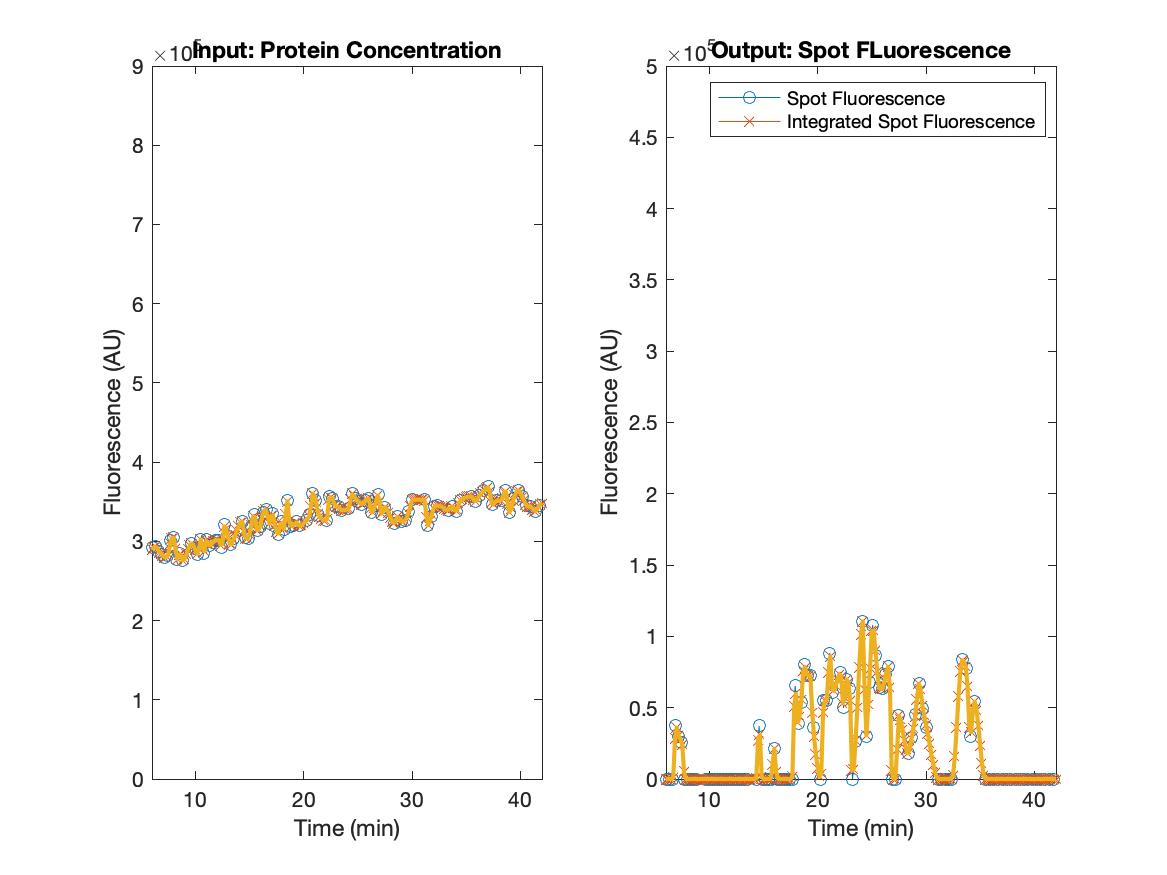 ×10⁵
Input: Protein Concentration
9
8
7
6
5
4
3
2
1
0
Fluorescence (AU)
10 20 30 40
Time (min)
×10⁵
Output: Spot FLuorescence
Spot Fluorescence
Integrated Spot Fluorescence
5
4.5
4
3.5
3
2.5
2
1.5
1
0.5
0
Fluorescence (AU)
10 20 30 40
Time (min)